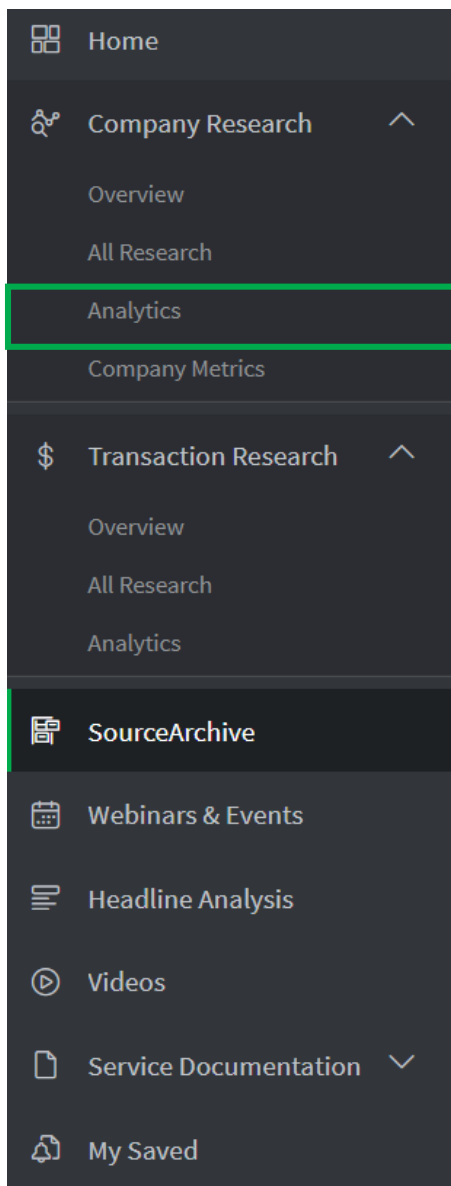 Home
Company Research
Overview
All Research
Analytics
Company Metrics
$ Transaction Research
Overview
All Research
Analytics
SourceArchive
Webinars & Events
Headline Analysis
Videos
Service Documentation
My Saved